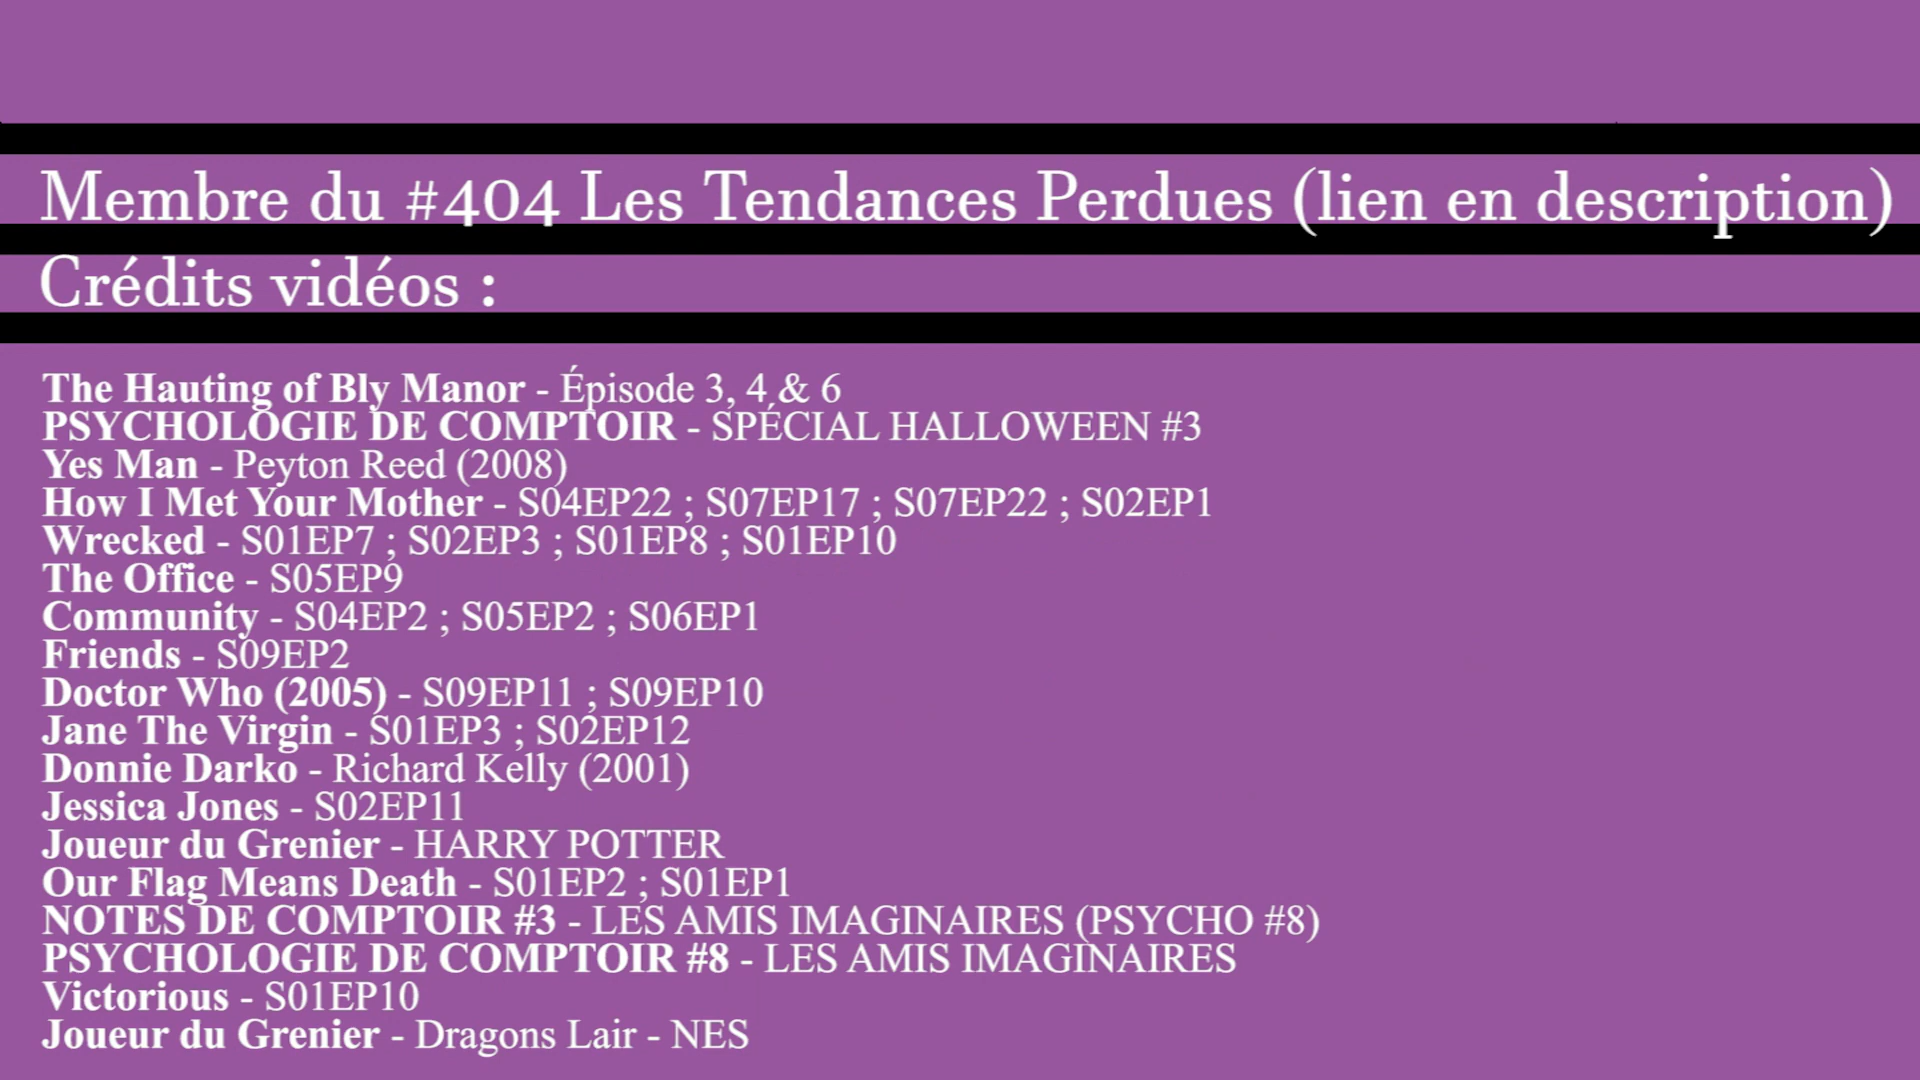 Membre du #404 Les Tendances Perdues (lien en description)
Crédits vidéos :
The Hauting of Bly Manor - Épisode 3, 4 & 6
PSYCHOLOGIE DE COMPTOIR - SPÉCIAL HALLOWEEN #3
Yes Man - Peyton Reed (2008)
How I Met Your Mother - S04EP22 ; S07EP17 ; S07EP22 ; S02EP1
Wrecked - S01EP7 ; S02EP3 ; S01EP8 ; S01EP10
The Office - S05EP9
Community - S04EP2 ; S05EP2 ; S06EP1
Friends - S09EP2
Doctor Who (2005) - S09EP11 ; S09EP10
Jane The Virgin - S01EP3 ; S02EP12
Donnie Darko - Richard Kelly (2001)
Jessica Jones - S02EP11
Joueur du Grenier - HARRY POTTER
Our Flag Means Death - S01EP2 ; S01EP1
NOTES DE COMPTOIR #3 - LES AMIS IMAGINAIRES (PSYCHO #8)
PSYCHOLOGIE DE COMPTOIR #8 - LES AMIS IMAGINAIRES
Victorious - S01EP10
Joueur du Grenier - Dragons Lair - NES